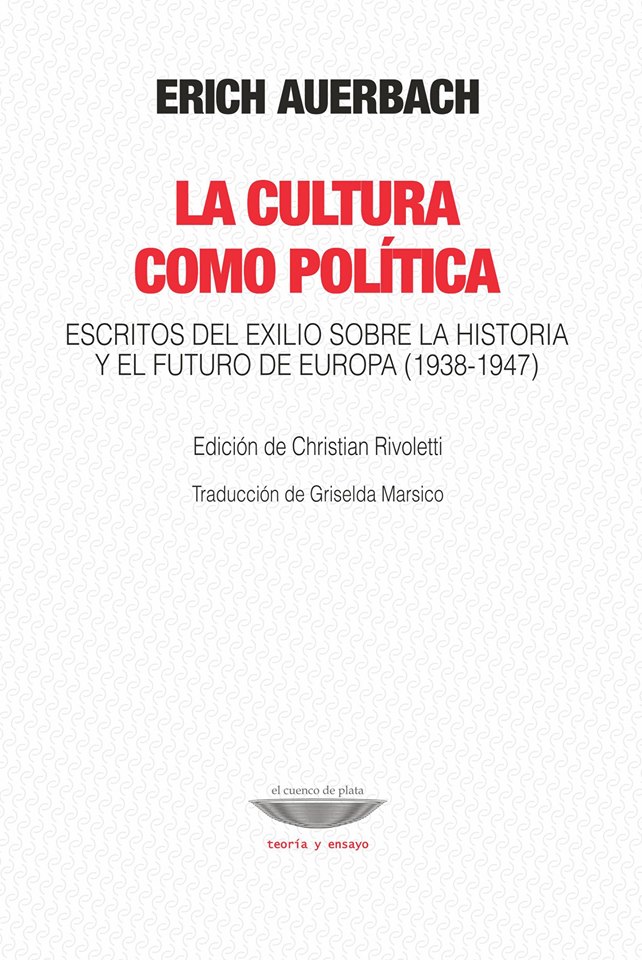 ERICH AUERBACH
LA CULTURA
COMO POLÍTICA
ESCRITOS DEL EXILIO SOBRE LA HISTORIA
Y EL FUTURO DE EUROPA (1938-1947)
Edición de Christian Rivoletti
Traducción de Griselda Marsico
el cuenco de plata
teoría y ensayo